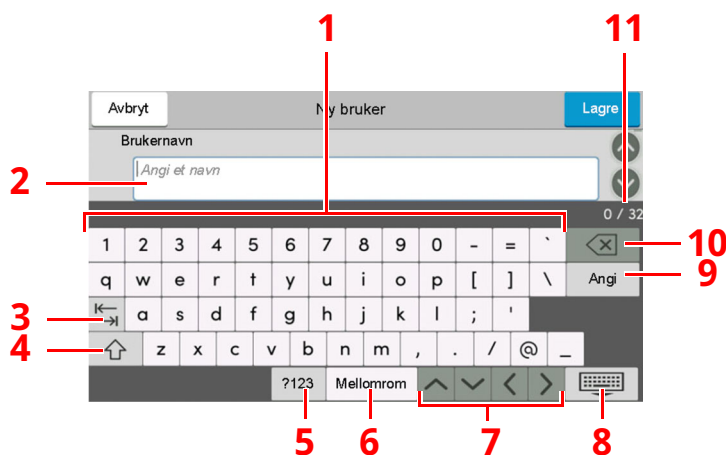 1 11
Avbryt Ny bruker Lagre
Brukernavn
2 Angi et navn
0 / 32
1 2 3 4 5 6 7 8 9 0 - = ` 10
q w e r t y u i o p [ ] \ Angi 9
3 a s d f g h j k l ; '
4 z x c v b n m , . / @ _
?123 Mellomrom
5 6 7 8